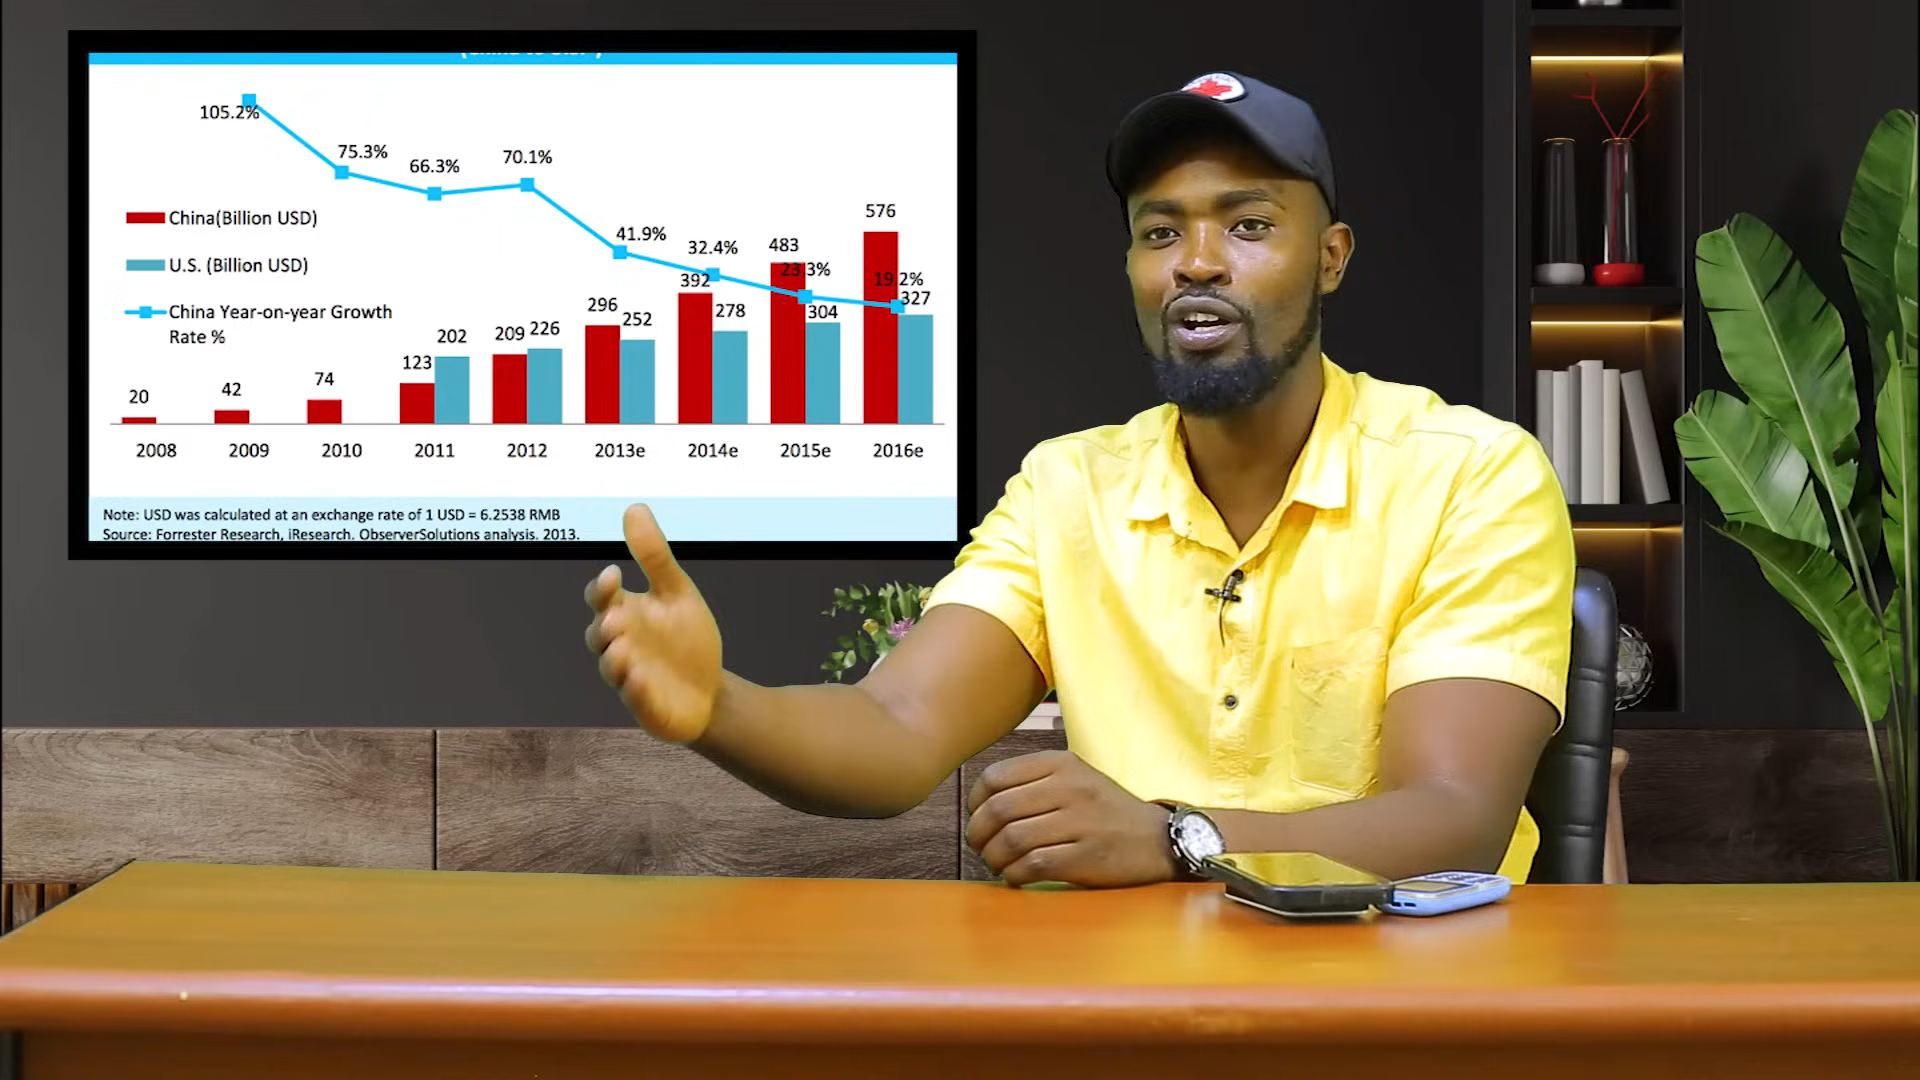 105.2%
75.3%
66.3%
70.1%
41.9%
32.4%
23.3%
19.2%
China(Billion USD)
U.S. (Billion USD)
China Year-on-year Growth
Rate %
20
42
74
123 202
209 226
296 252
392 278
483 304
576 327
2008 2009 2010 2011 2012 2013e 2014e 2015e 2016e
Note: USD was calculated at an exchange rate of 1 USD = 6.2538 RMB
Source: Forrester Research, iResearch. ObserverSolutions analysis. 2013.